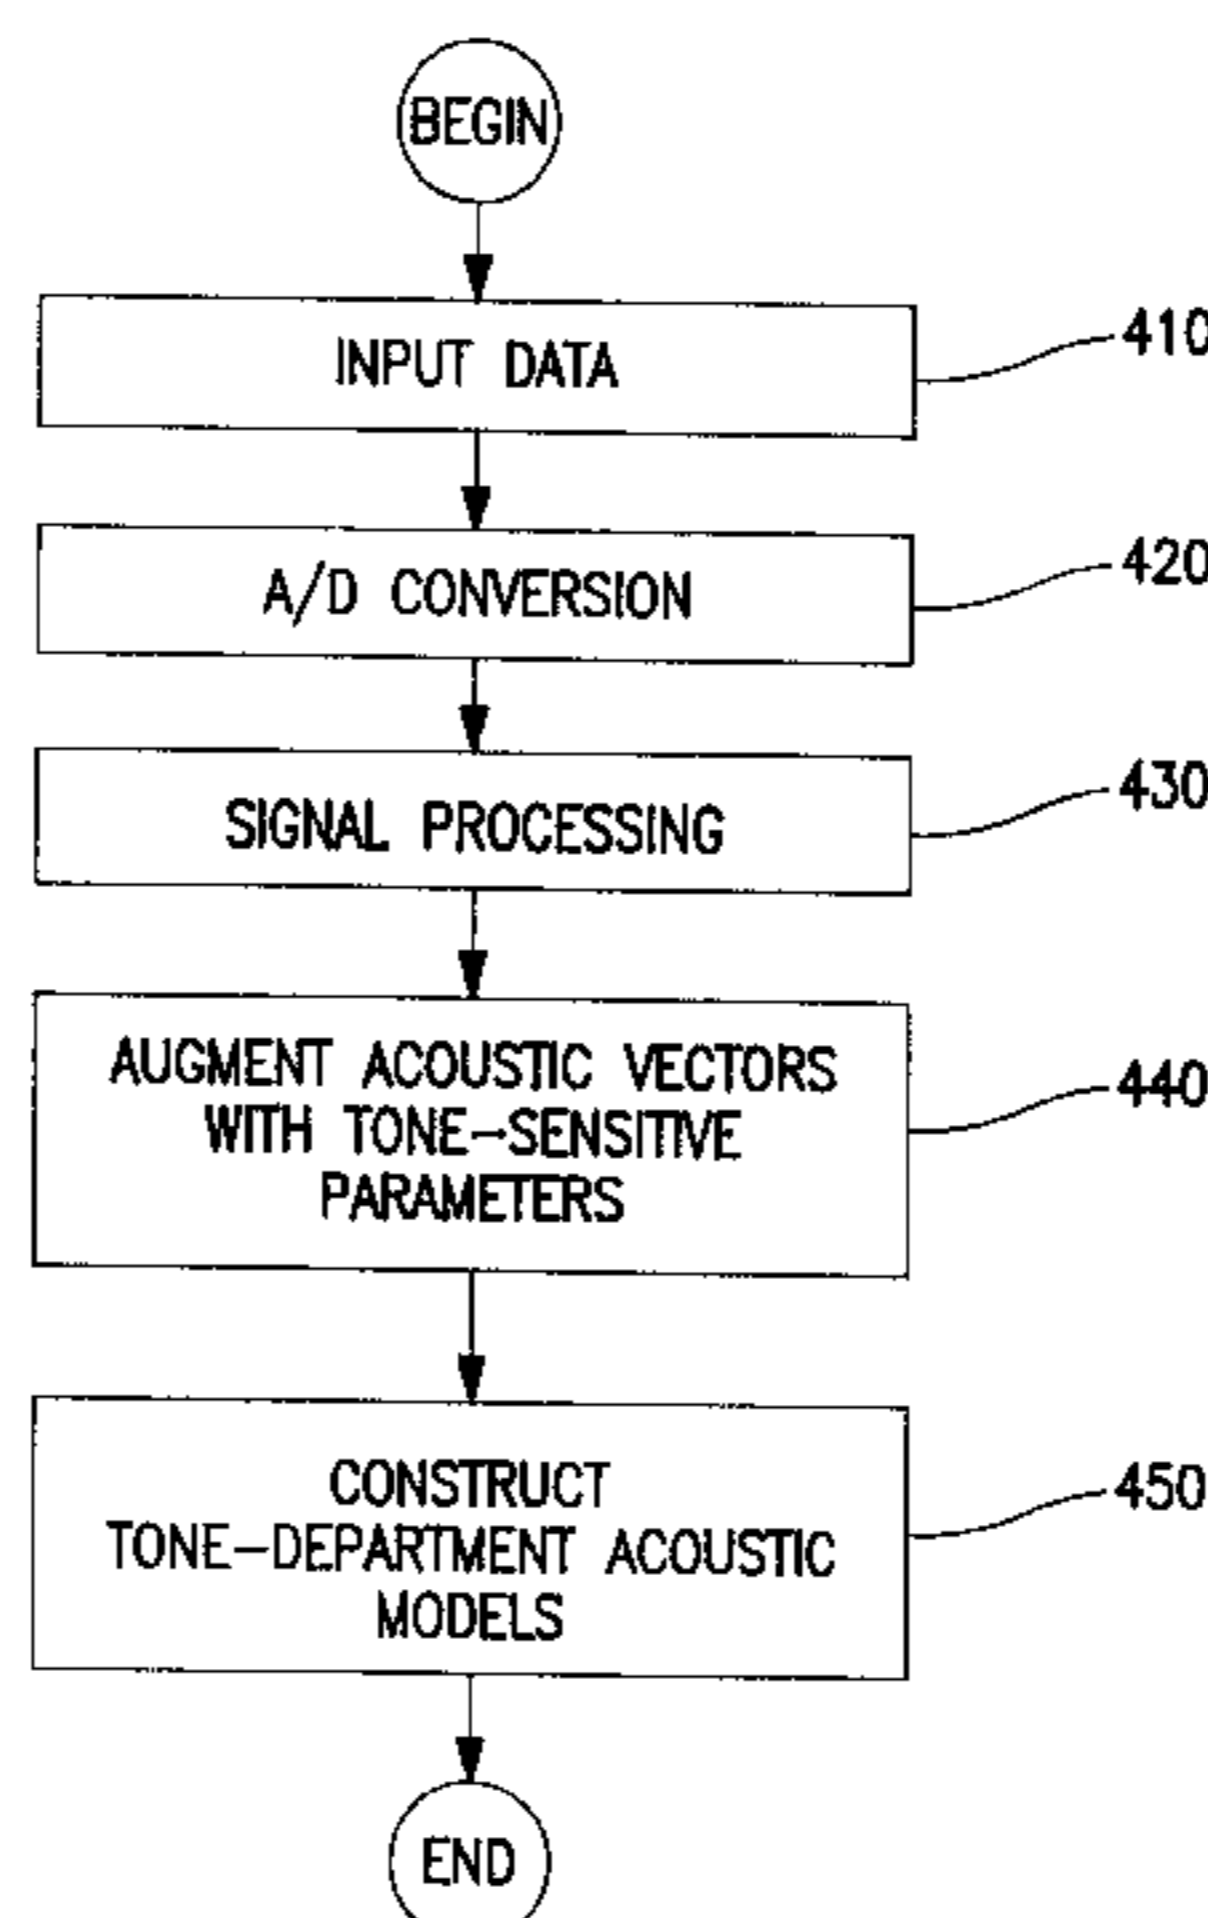 BEGIN
INPUT DATA
410
A/D CONVERSION
420
SIGNAL PROCESSING
430
AUGMENT ACOUSTIC VECTORS
WITH TONE-SENSITIVE
PARAMETERS
440
CONSTRUCT
TONE-DEPARTMENT ACOUSTIC
MODELS
450
END